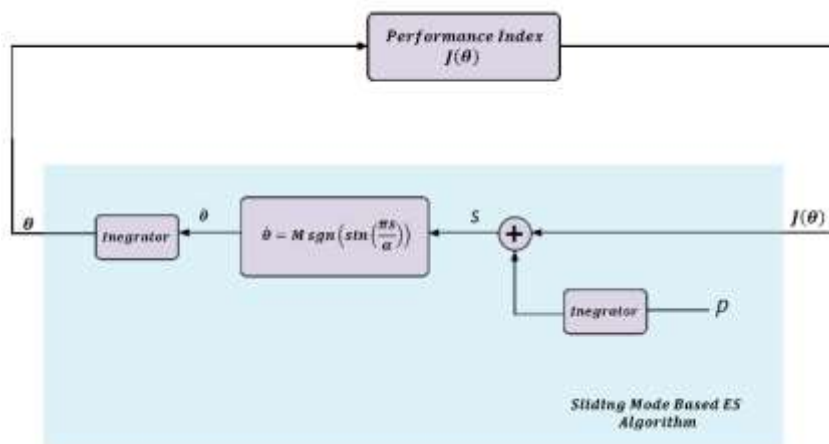 Performance Index
J(θ)
θ
Inegrator
θ̇
θ̇ = M sgn(sin(πs/α))
S
+
J(θ)
Inegrator
p
Sliding Mode Based ES
Algorithm